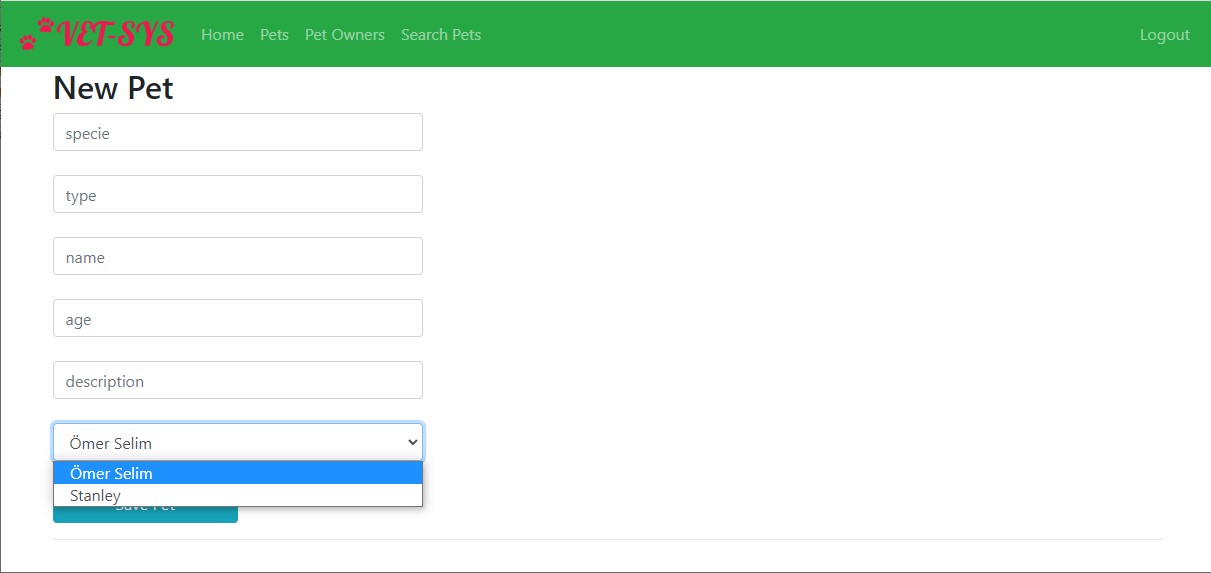 VET-SYS Home Pets Pet Owners Search Pets Logout
New Pet
specie
type
name
age
description
Ömer Selim
Ömer Selim
Stanley
Save Pet